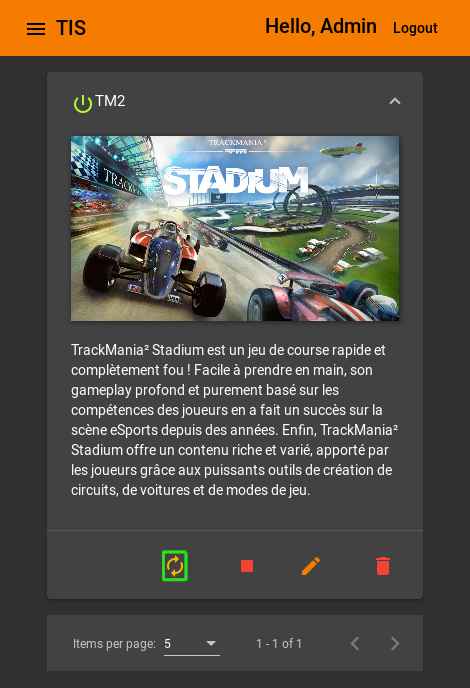 TIS
Hello, Admin
Logout
TM2
TRACKMANIA²
STADIUM
TRACKM
TrackMania² Stadium est un jeu de course rapide et
complètement fou ! Facile à prendre en main, son
gameplay profond et purement basé sur les
compétences des joueurs en a fait un succès sur la
scène eSports depuis des années. Enfin, TrackMania²
Stadium offre un contenu riche et varié, apporté par
les joueurs grâce aux puissants outils de création de
circuits, de voitures et de modes de jeu.
Items per page:
5
1 - 1 of 1